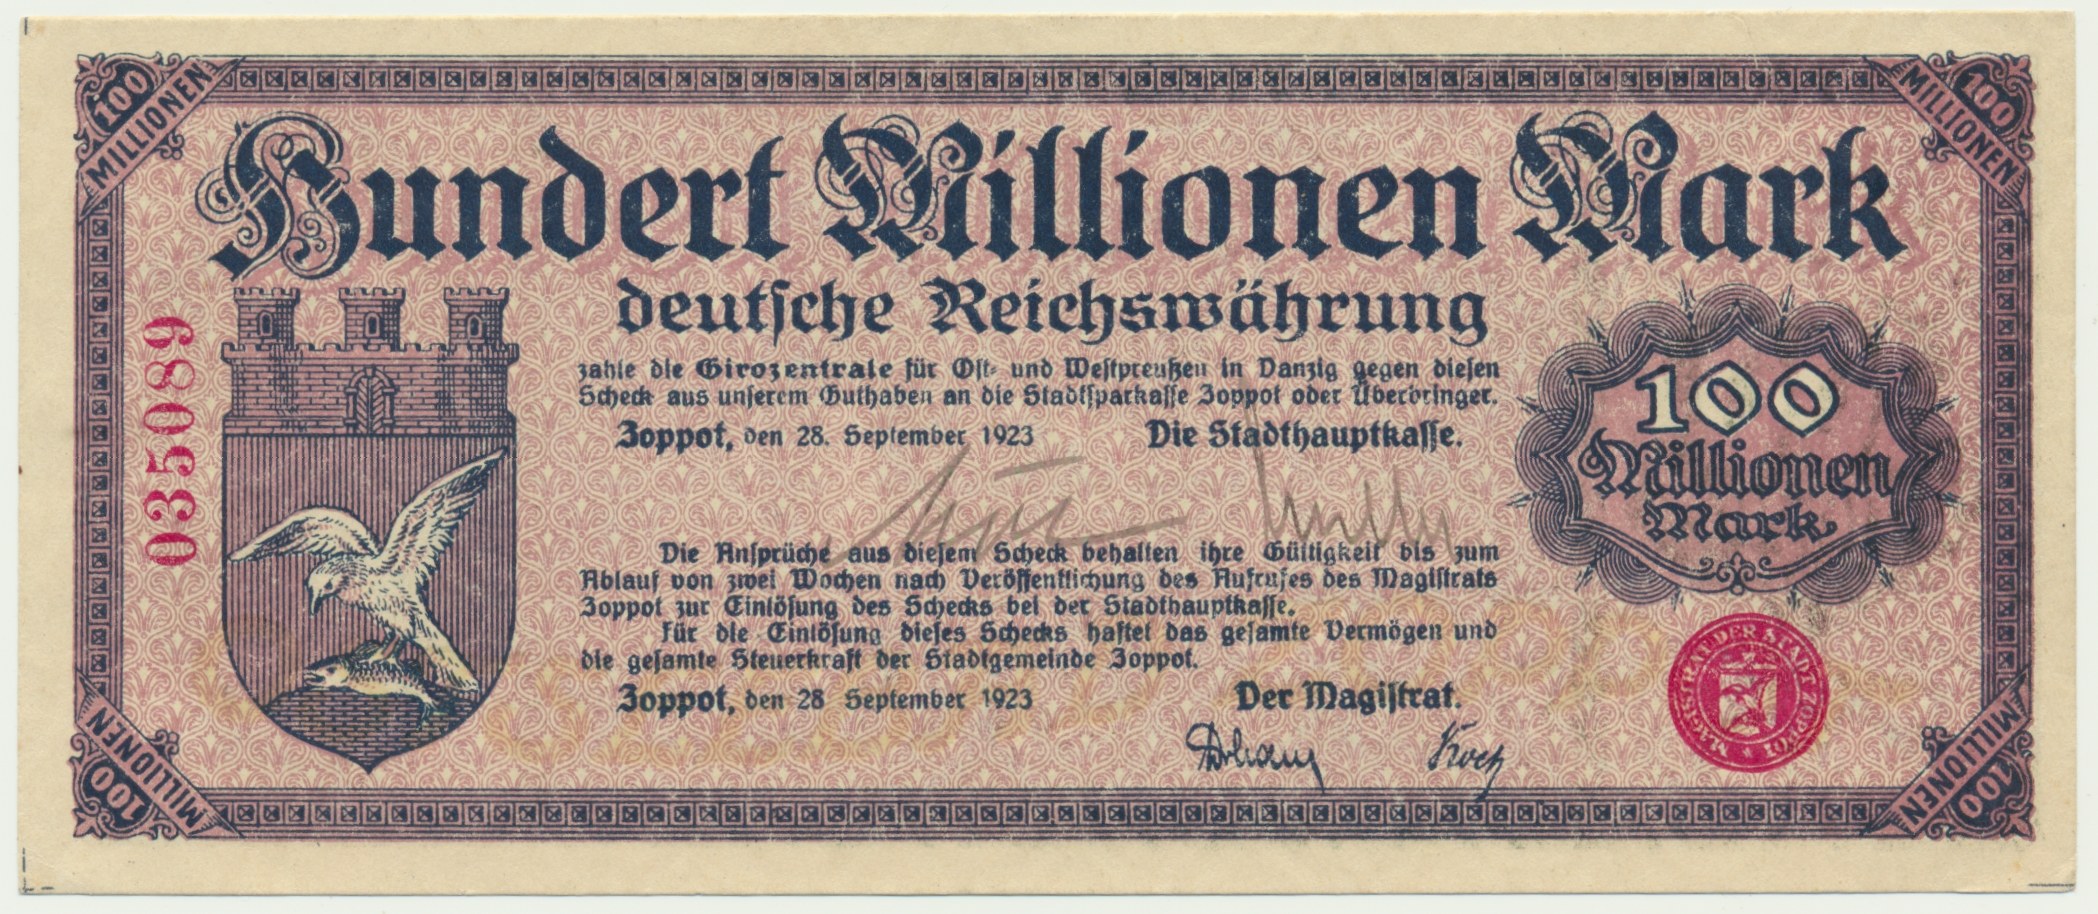 100 MILLIONEN
100 MILLIONEN
Hundert Millionen Mark
deutsche Reichswährung
zahle die Girozentrale für Ost- und Westpreußen in Danzig gegen diesen
Scheck aus unserem Guthaben an die Stadtsparkasse Zoppot oder Überbringer.
Zoppot, den 28. September 1923 Die Stadthauptkasse.
035089
100
Millionen
Mark
Die Ansprüche aus diesem Scheck behalten ihre Gültigkeit bis zum
Ablauf von zwei Wochen nach Veröffentlichung des Aufrufes des Magistrats
Zoppot zur Einlösung des Schecks bei der Stadthauptkasse.
Für die Einlösung dieses Schecks haftet das gesamte Vermögen und
die gesamte Steuerkraft der Stadtgemeinde Zoppot.
Zoppot, den 28 September 1923 Der Magistrat.
MAGISTRAT DER STADT ZOPPOT
100 MILLIONEN
100 MILLIONEN